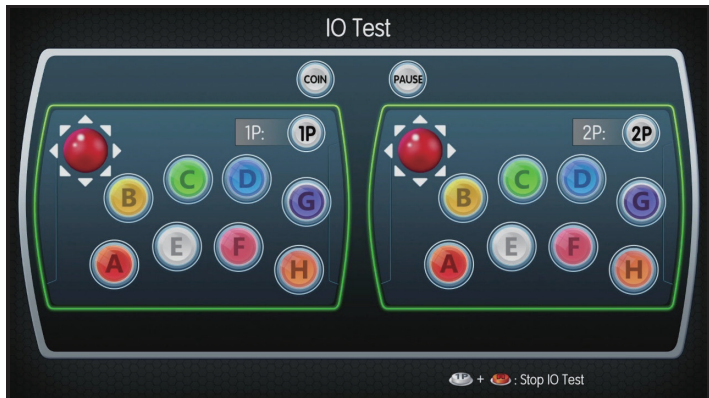 IO Test
COIN PAUSE
1P: 1P 2P: 2P
B C D G B C D G
A E F H A E F H
1P + : Stop IO Test